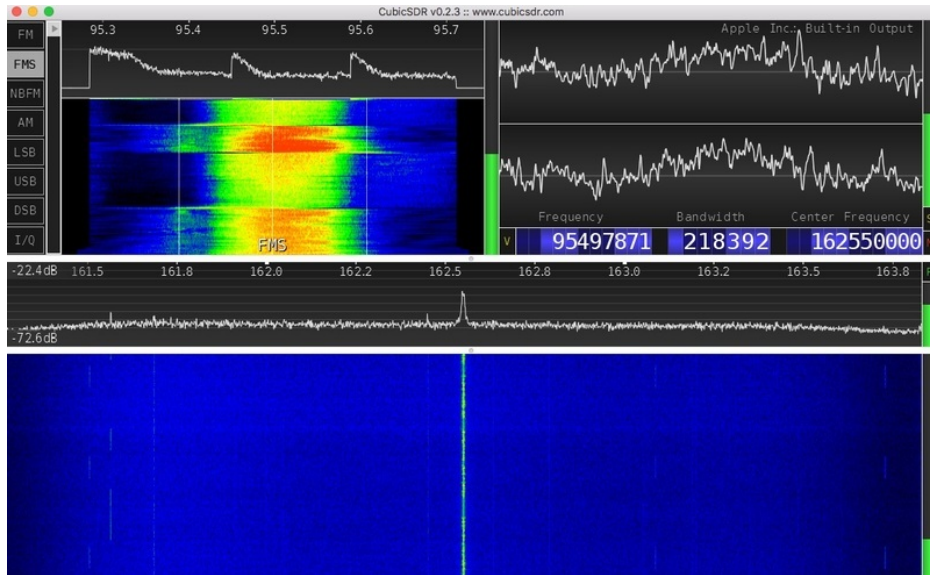 CubicSDR v0.2.3 :: www.cubicsdr.com
FM
FMS
NBFM
AM
LSB
USB
DSB
I/Q
95.3 95.4 95.5 95.6 95.7
FMS
Apple Inc.: Built-in Output
Frequency Bandwidth Center Frequency
V 95497871 218392 162550000
-22.4dB 161.5 161.8 162.0 162.2 162.5 162.8 163.0 163.2 163.5 163.8
-72.6dB